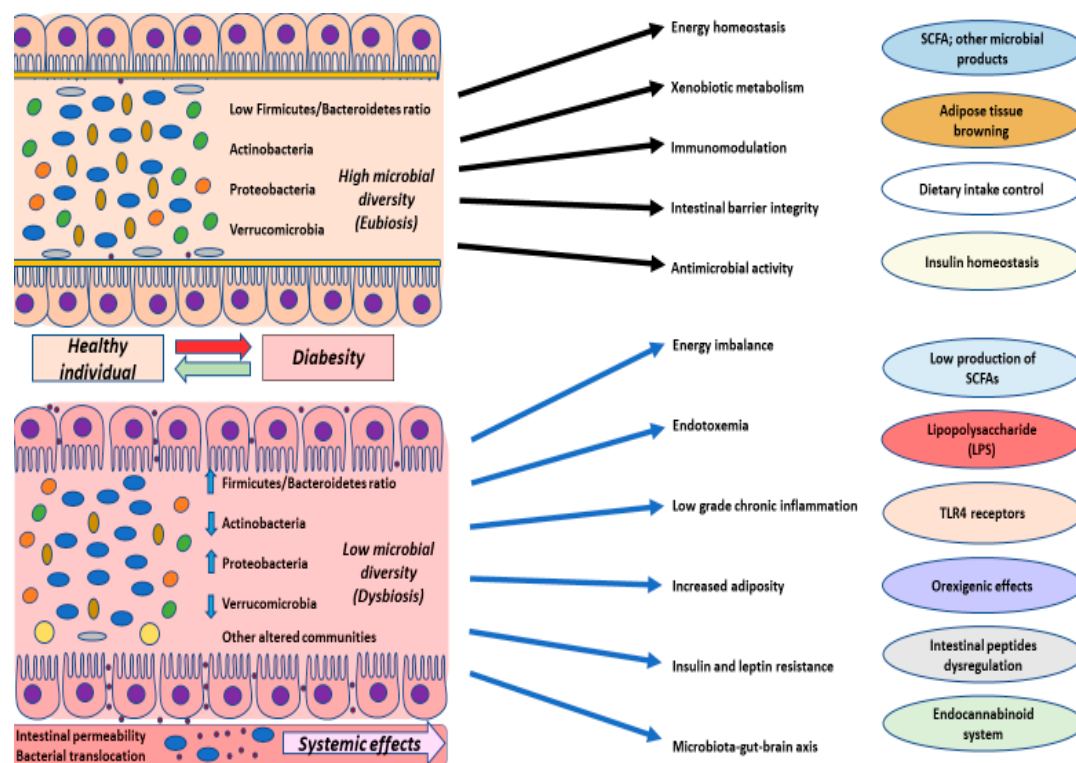 Low Firmicutes/Bacteroidetes ratio
Actinobacteria
Proteobacteria
Verrucomicrobia
High microbial
diversity
(Eubiosis)
Energy homeostasis
Xenobiotic metabolism
Immunomodulation
Intestinal barrier integrity
Antimicrobial activity
SCFA; other microbial
products
Adipose tissue
browning
Dietary intake control
Insulin homeostasis
Healthy
individual
Diabesity
Firmicutes/Bacteroidetes ratio
Actinobacteria
Proteobacteria
Verrucomicrobia
Other altered communities
Low microbial
diversity
(Dysbiosis)
Intestinal permeability
Bacterial translocation
Systemic effects
Energy imbalance
Endotoxemia
Low grade chronic inflammation
Increased adiposity
Insulin and leptin resistance
Microbiota-gut-brain axis
Low production of
SCFAs
Lipopolysaccharide
(LPS)
TLR4 receptors
Orexigenic effects
Intestinal peptides
dysregulation
Endocannabinoid
system